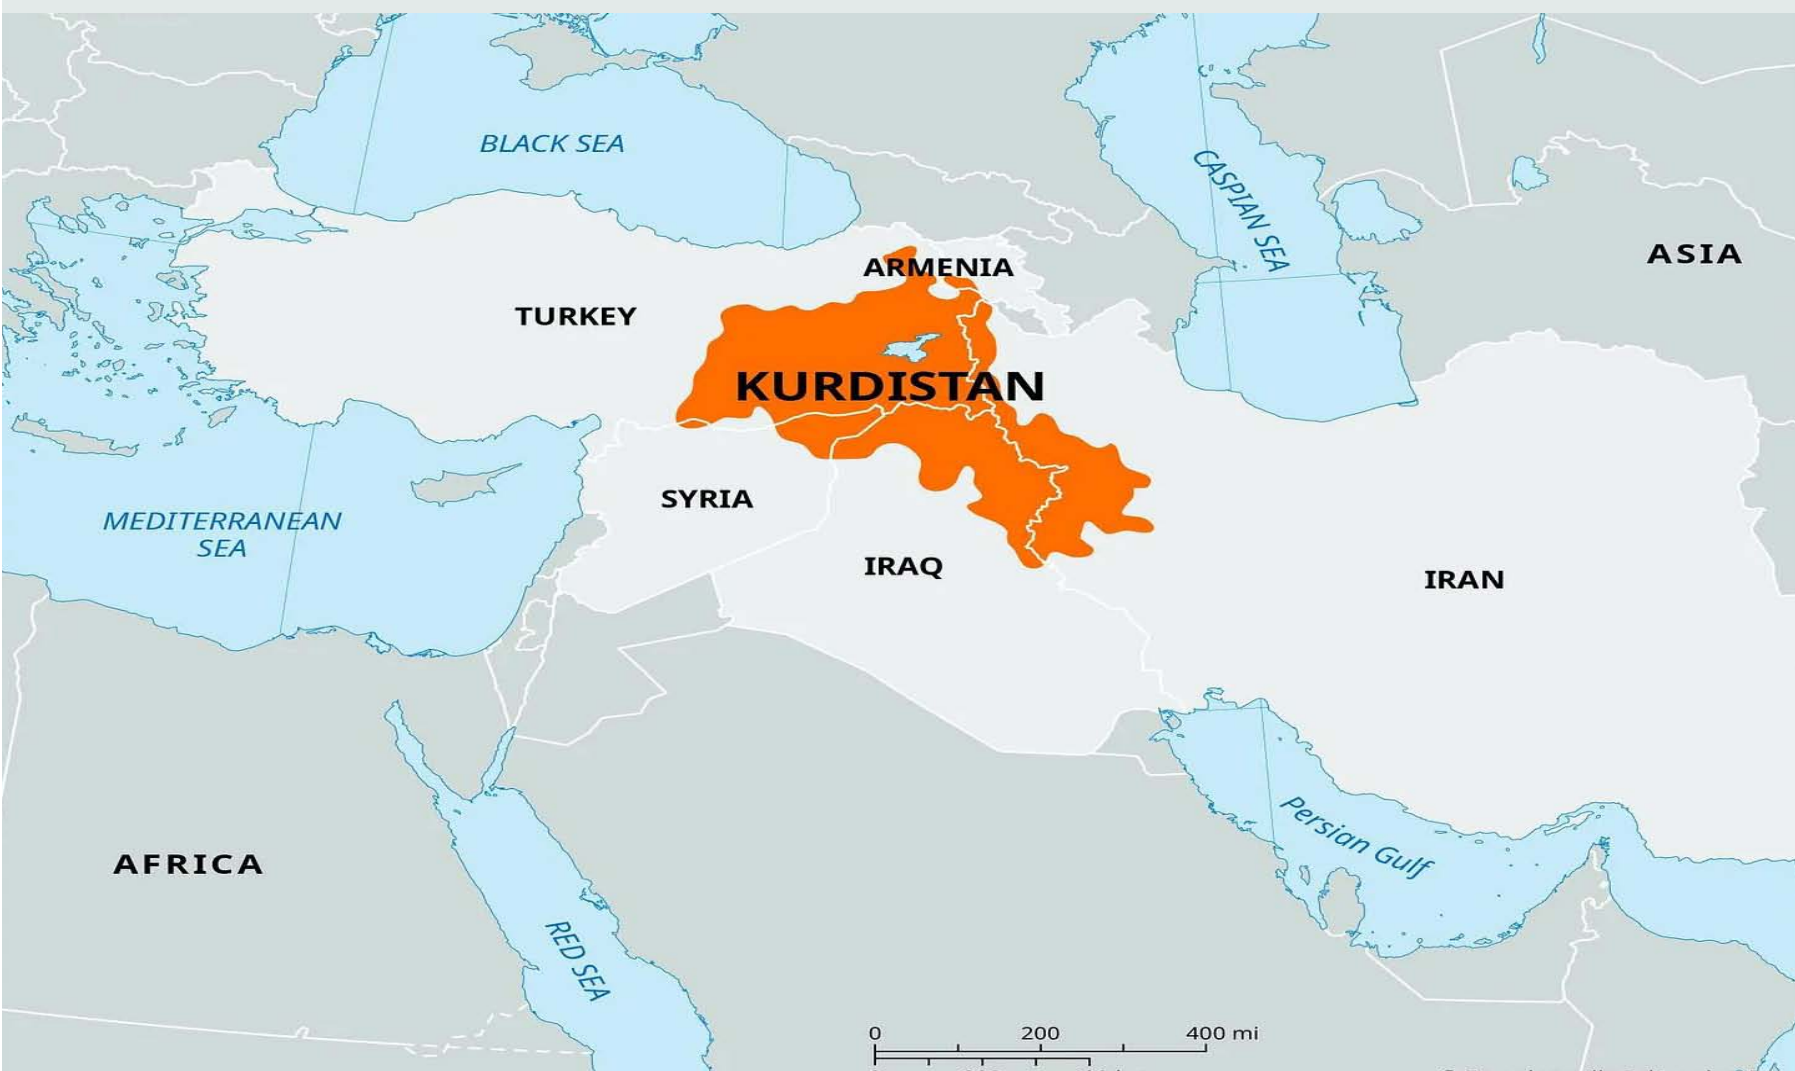 BLACK SEA
CASPIAN SEA
ASIA
ARMENIA
TURKEY
KURDISTAN
SYRIA
MEDITERRANEAN
SEA
IRAQ
IRAN
Persian Gulf
AFRICA
RED SEA
0 200 400 mi